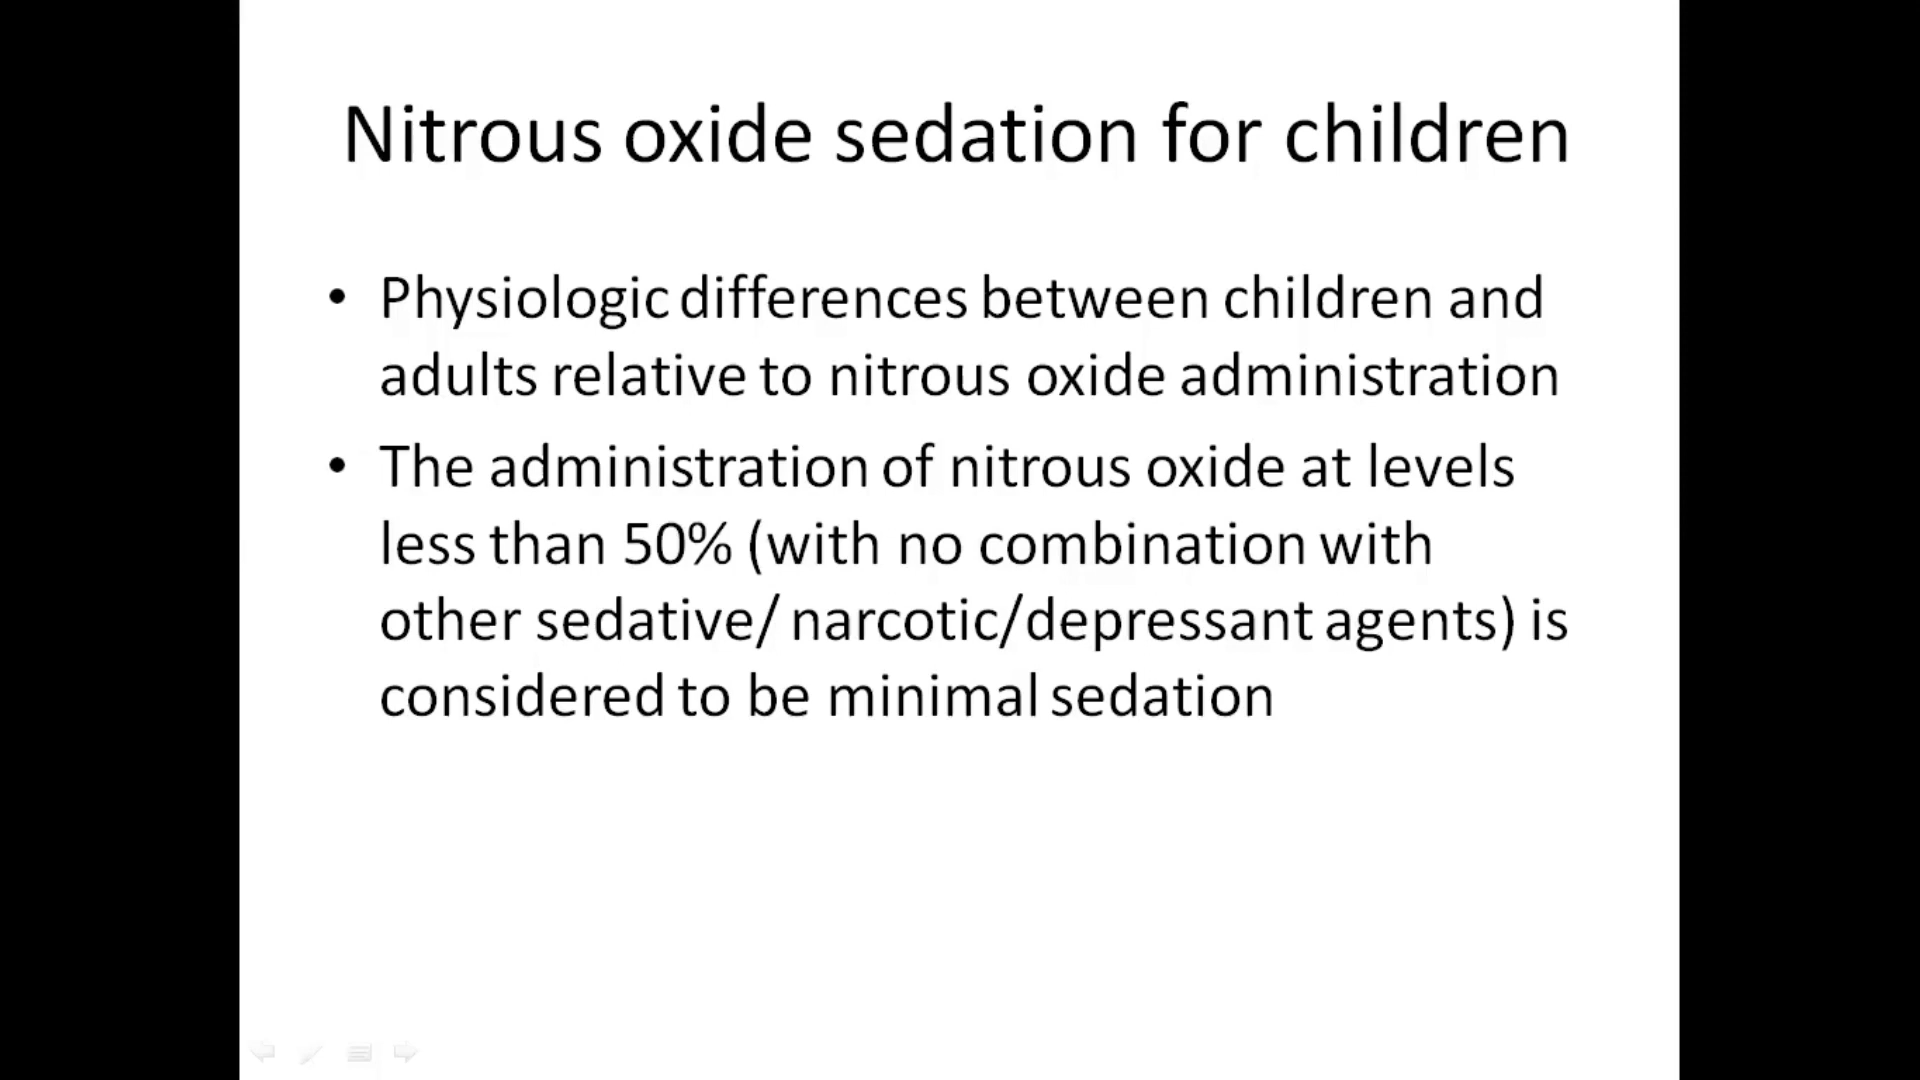 Nitrous oxide sedation for children
• Physiologic differences between children and
adults relative to nitrous oxide administration
• The administration of nitrous oxide at levels
less than 50% (with no combination with
other sedative/ narcotic/depressant agents) is
considered to be minimal sedation